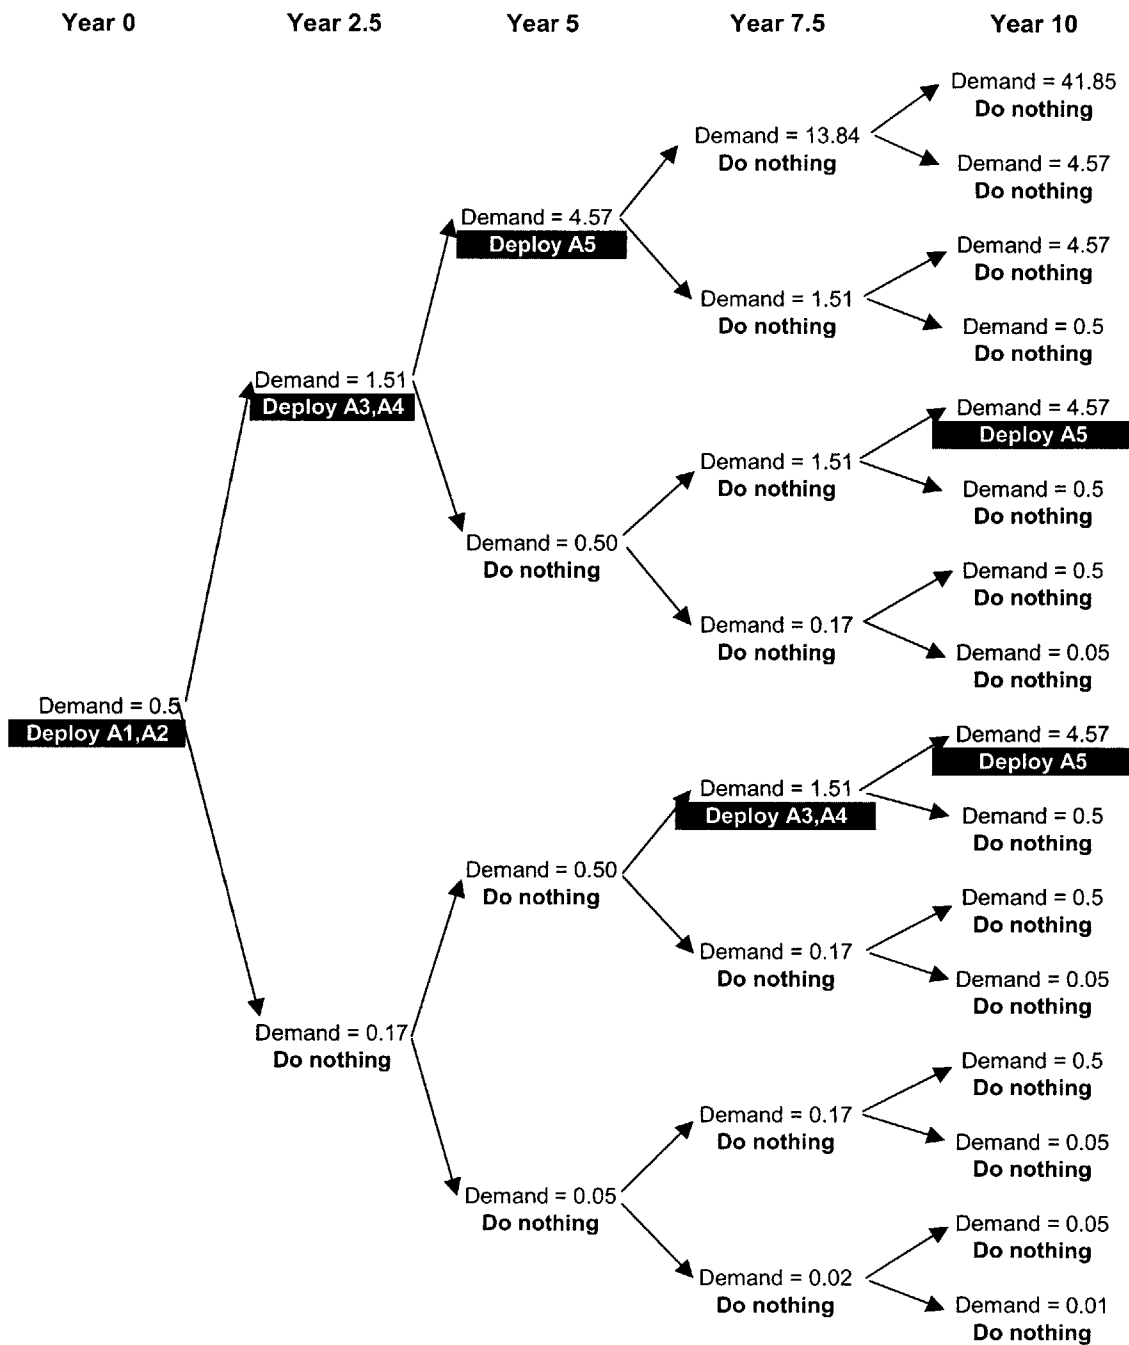 Year 0 Year 2.5 Year 5 Year 7.5 Year 10
Demand = 41.85
Do nothing
Demand = 13.84
Do nothing
Demand = 4.57
Do nothing
Demand = 4.57
Deploy A5
Demand = 4.57
Do nothing
Demand = 1.51
Do nothing
Demand = 0.5
Do nothing
Demand = 1.51
Deploy A3,A4
Demand = 4.57
Deploy A5
Demand = 1.51
Do nothing
Demand = 0.5
Do nothing
Demand = 0.50
Do nothing
Demand = 0.5
Do nothing
Demand = 0.17
Do nothing
Demand = 0.05
Do nothing
Demand = 0.5
Deploy A1,A2
Demand = 4.57
Deploy A5
Demand = 1.51
Deploy A3,A4
Demand = 0.5
Do nothing
Demand = 0.50
Do nothing
Demand = 0.5
Do nothing
Demand = 0.17
Do nothing
Demand = 0.05
Do nothing
Demand = 0.17
Do nothing
Demand = 0.5
Do nothing
Demand = 0.17
Do nothing
Demand = 0.05
Do nothing
Demand = 0.05
Do nothing
Demand = 0.05
Do nothing
Demand = 0.02
Do nothing
Demand = 0.01
Do nothing